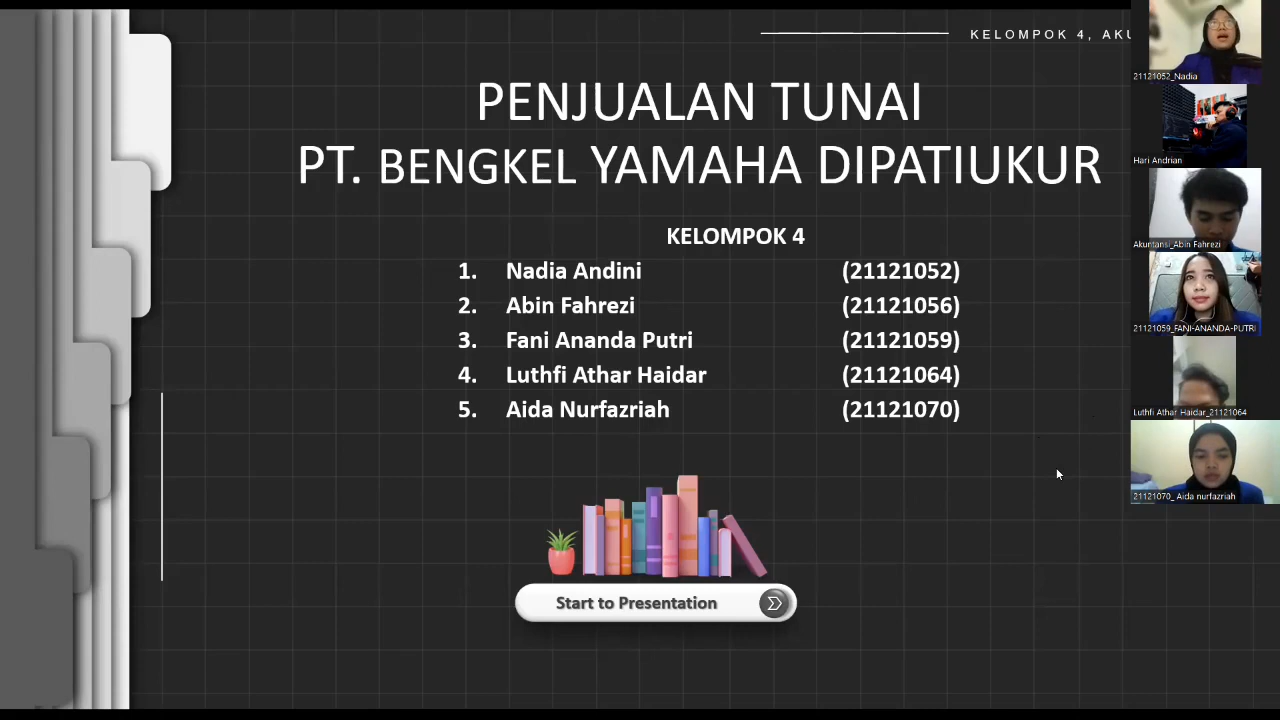 KELOMPOK 4, AKU
PENJUALAN TUNAI
PT. BENGKEL YAMAHA DIPATIUKUR
KELOMPOK 4
1. Nadia Andini (21121052)
2. Abin Fahrezi (21121056)
3. Fani Ananda Putri (21121059)
4. Luthfi Athar Haidar (21121064)
5. Aida Nurfazriah (21121070)
Start to Presentation
21121052_Nadia
Hari Andrian
Akuntansi_Abin Fahrezi
21121059_FANI-ANANDA-PUTRI
Luthfi Athar Haidar_21121064
21121070_ Aida nurfazriah